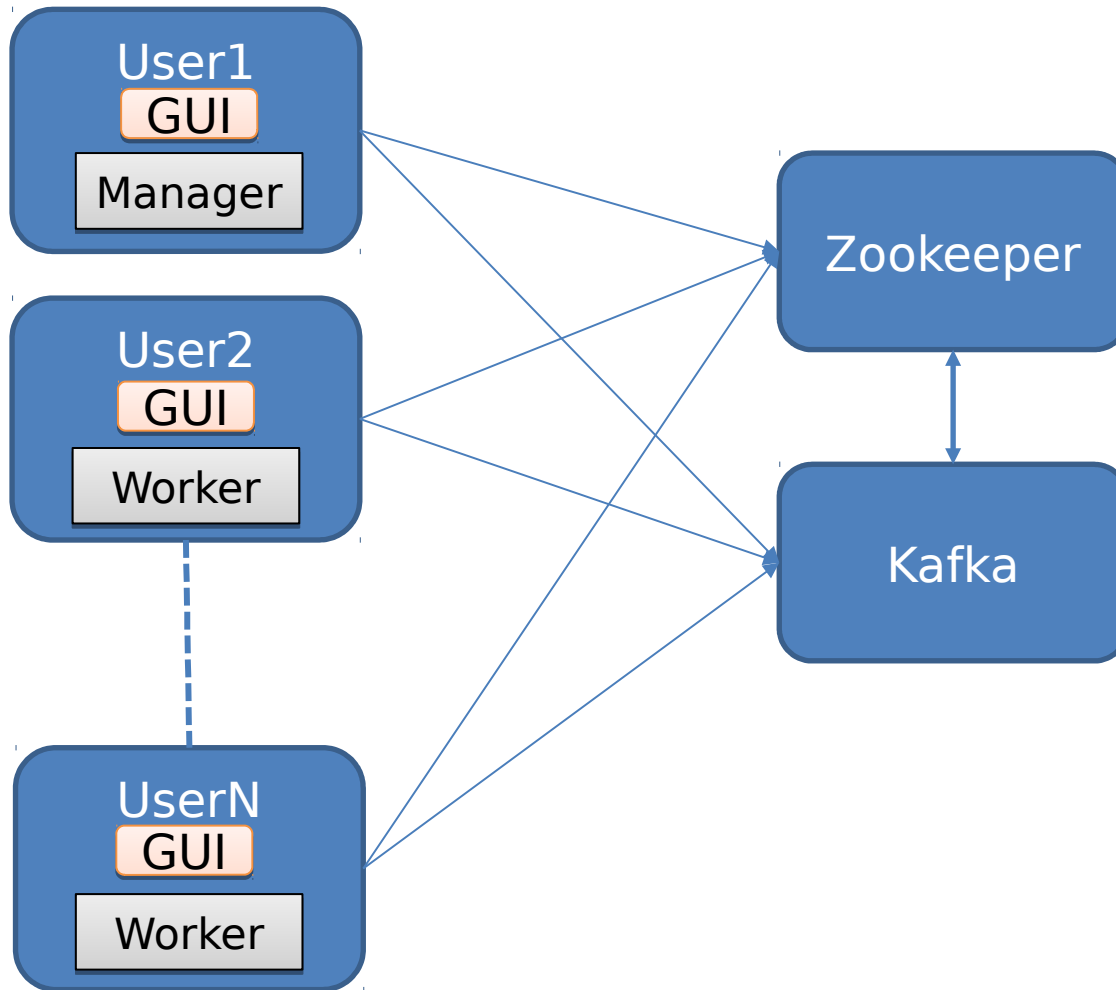 User1
GUI
Manager
User2
GUI
Worker
UserN
GUI
Worker
Zookeeper
Kafka